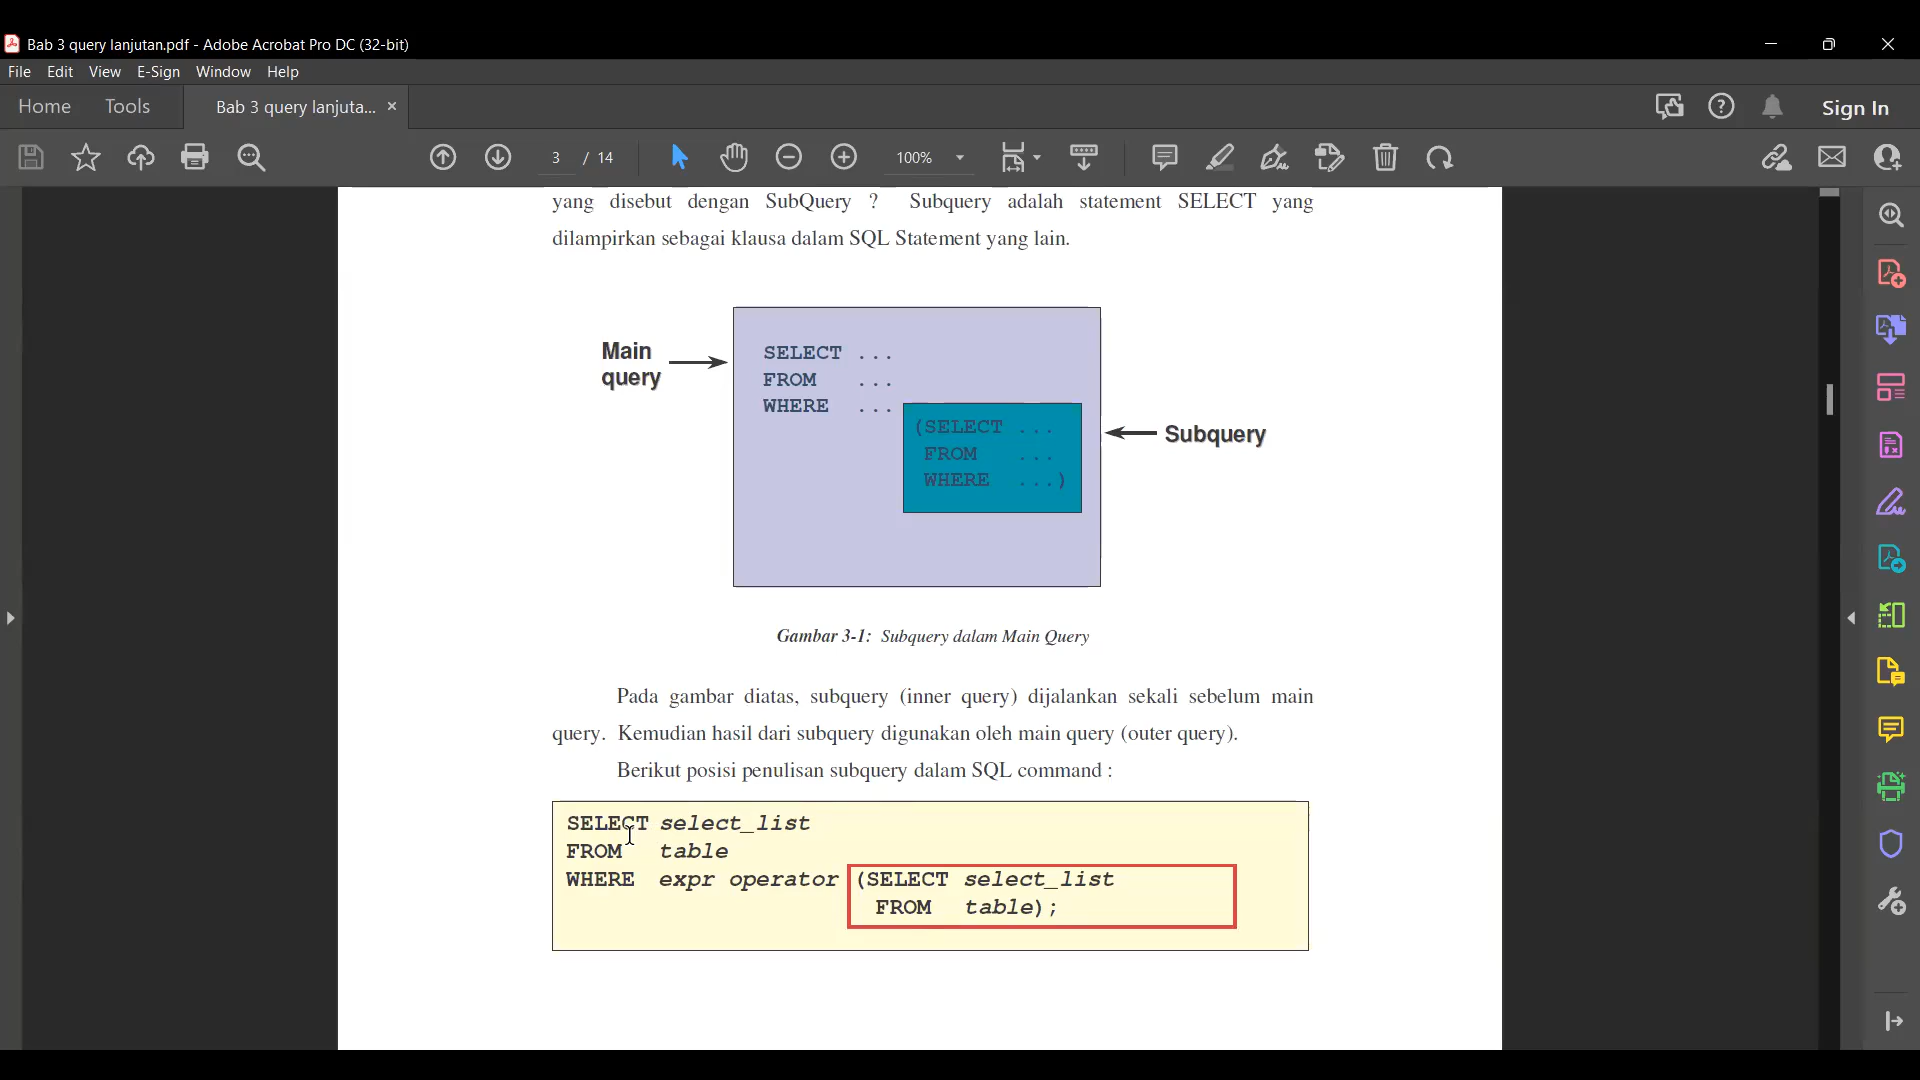 Bab 3 query lanjutan.pdf - Adobe Acrobat Pro DC (32-bit)
File Edit View E-Sign Window Help
Home Tools Bab 3 query lanjuta... × Sign In
3 / 14 100%
yang disebut dengan SubQuery ? Subquery adalah statement SELECT yang
dilampirkan sebagai klausa dalam SQL Statement yang lain.
Main
query
SELECT ...
FROM ...
WHERE ...
(SELECT ...
FROM ...
WHERE ...)
Subquery
Gambar 3-1: Subquery dalam Main Query
Pada gambar diatas, subquery (inner query) dijalankan sekali sebelum main
query. Kemudian hasil dari subquery digunakan oleh main query (outer query).
Berikut posisi penulisan subquery dalam SQL command :
SELECT select_list
FROM table
WHERE expr operator (SELECT select_list
FROM table);